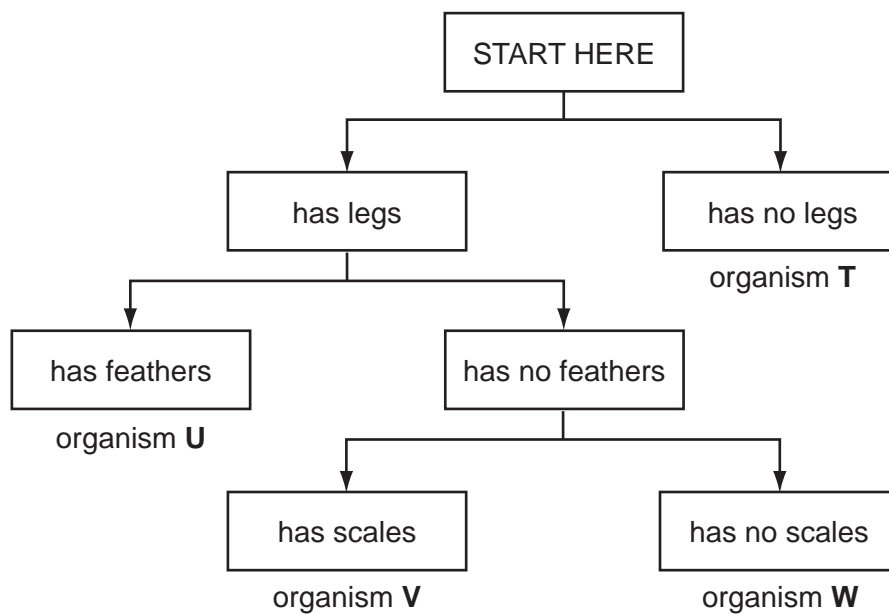 START HERE
has legs
has no legs
organism T
has feathers
has no feathers
organism U
has scales
has no scales
organism V
organism W